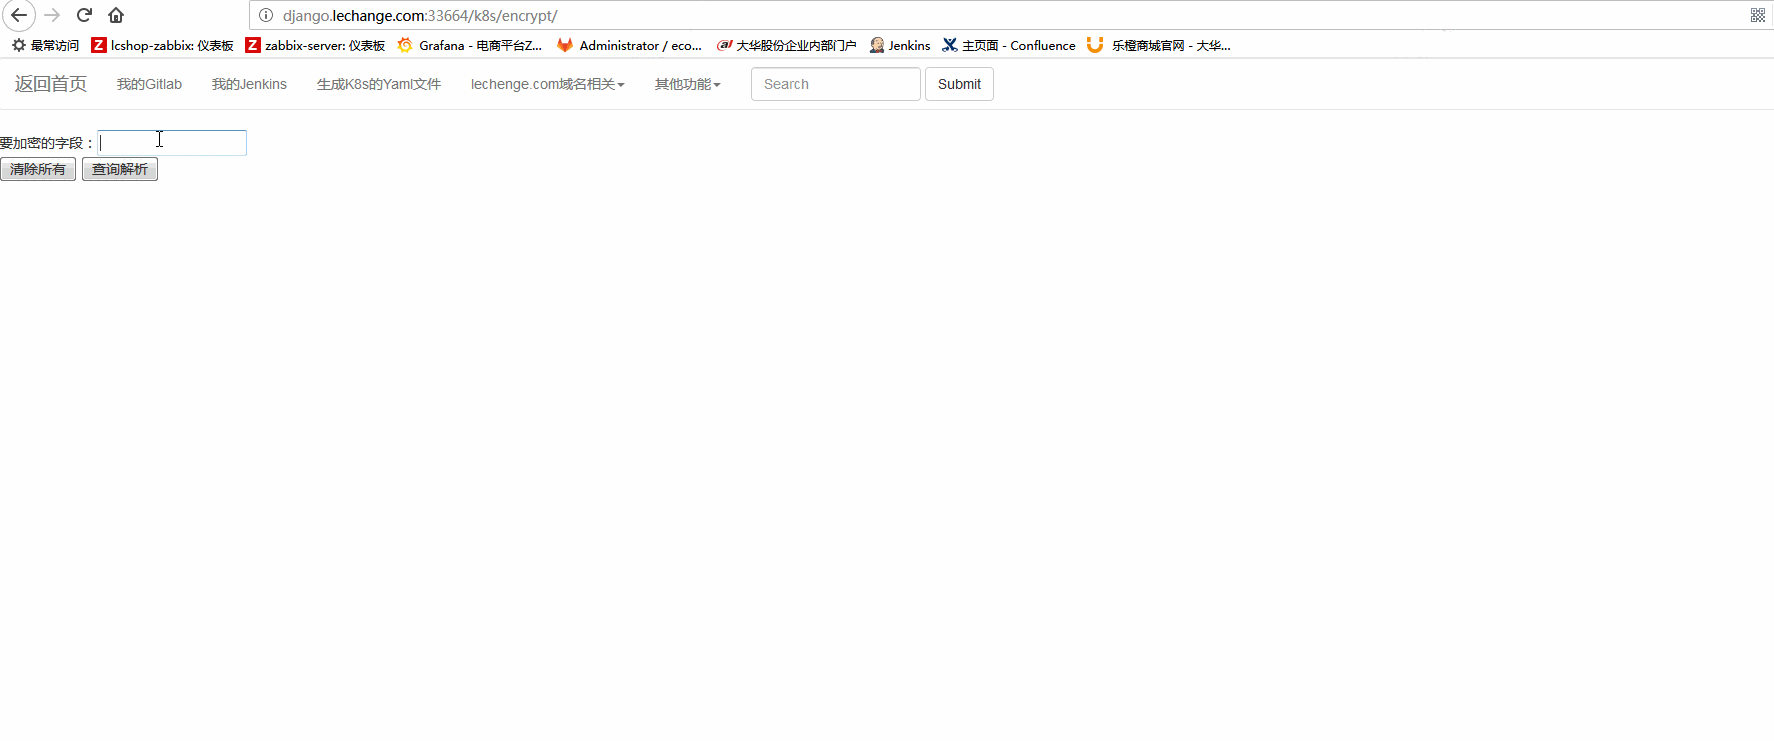 django.lechange.com:33664/k8s/encrypt/
最常访问 lcshop-zabbix: 仪表板 zabbix-server: 仪表板 Grafana - 电商平台Z... Administrator / eco... 大华股份企业内部门户 Jenkins 主页面 - Confluence 乐橙商城官网 - 大华...
返回首页 我的Gitlab 我的Jenkins 生成K8s的Yaml文件 lechenge.com域名相关 其他功能 Search Submit
要加密的字段：
清除所有 查询解析